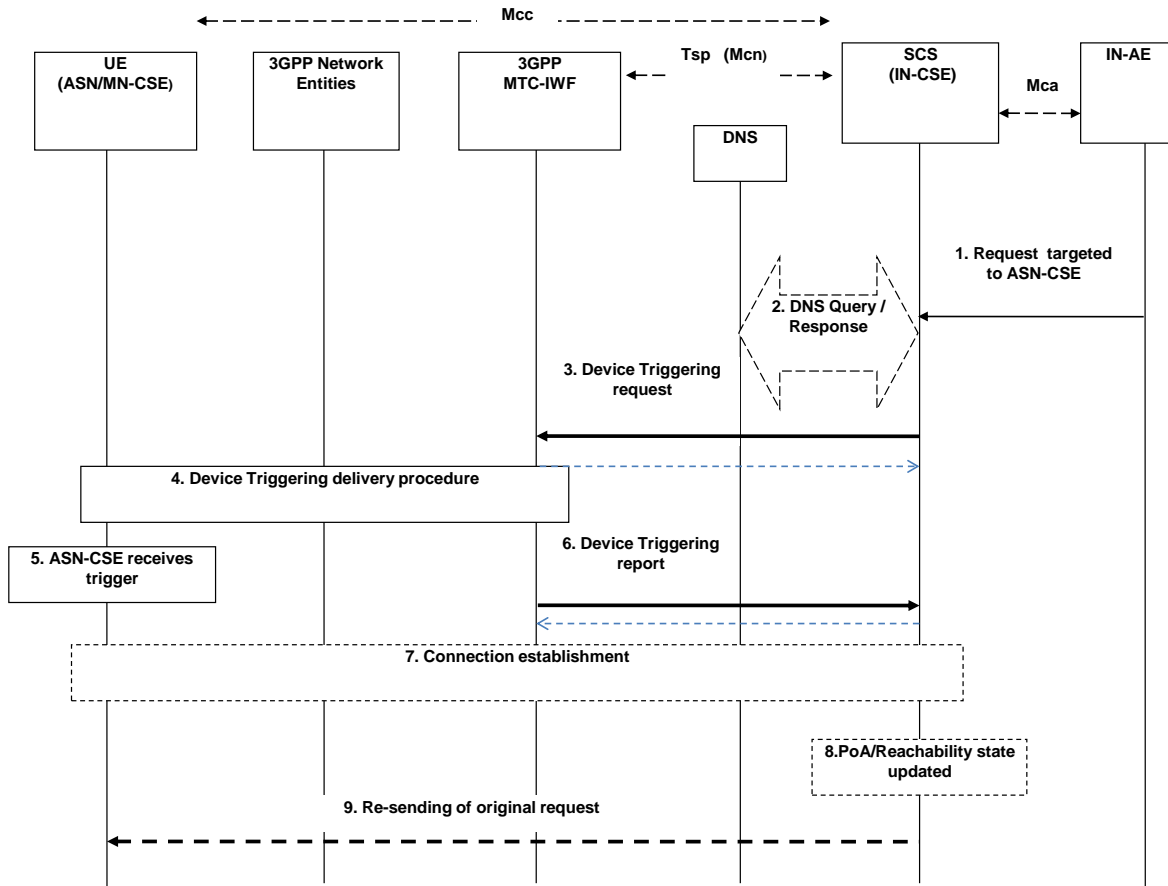 Mcc
UE
(ASN/MN-CSE)
3GPP Network
Entities
3GPP
MTC-IWF
Tsp (Mcn)
SCS
(IN-CSE)
Mca
IN-AE
DNS
1. Request targeted
to ASN-CSE
2. DNS Query /
Response
3. Device Triggering
request
4. Device Triggering delivery procedure
5. ASN-CSE receives
trigger
6. Device Triggering
report
7. Connection establishment
8.PoA/Reachability state
updated
9. Re-sending of original request